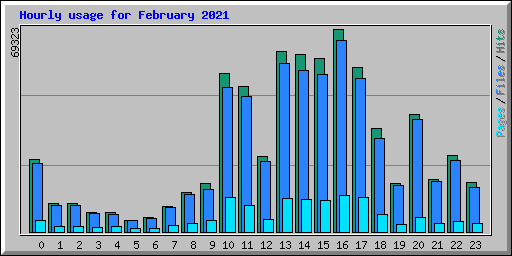 Hourly usage for February 2021
69323
Pages/Files/Hits
0 1 2 3 4 5 6 7 8 9 10 11 12 13 14 15 16 17 18 19 20 21 22 23